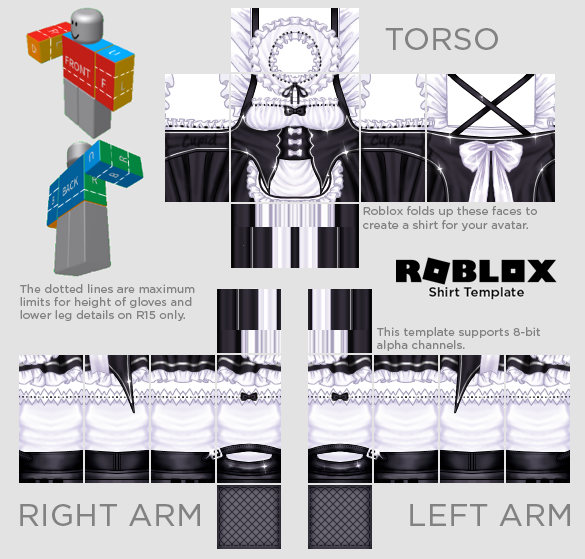 TORSO
FRONT
F
L
R
D
U
BACK
R
B
R
U
Cupid
Cupid
Roblox folds up these faces to
create a shirt for your avatar.
ROBLOX
Shirt Template
The dotted lines are maximum
limits for height of gloves and
lower leg details on R15 only.
This template supports 8-bit
alpha channels.
RIGHT ARM
LEFT ARM